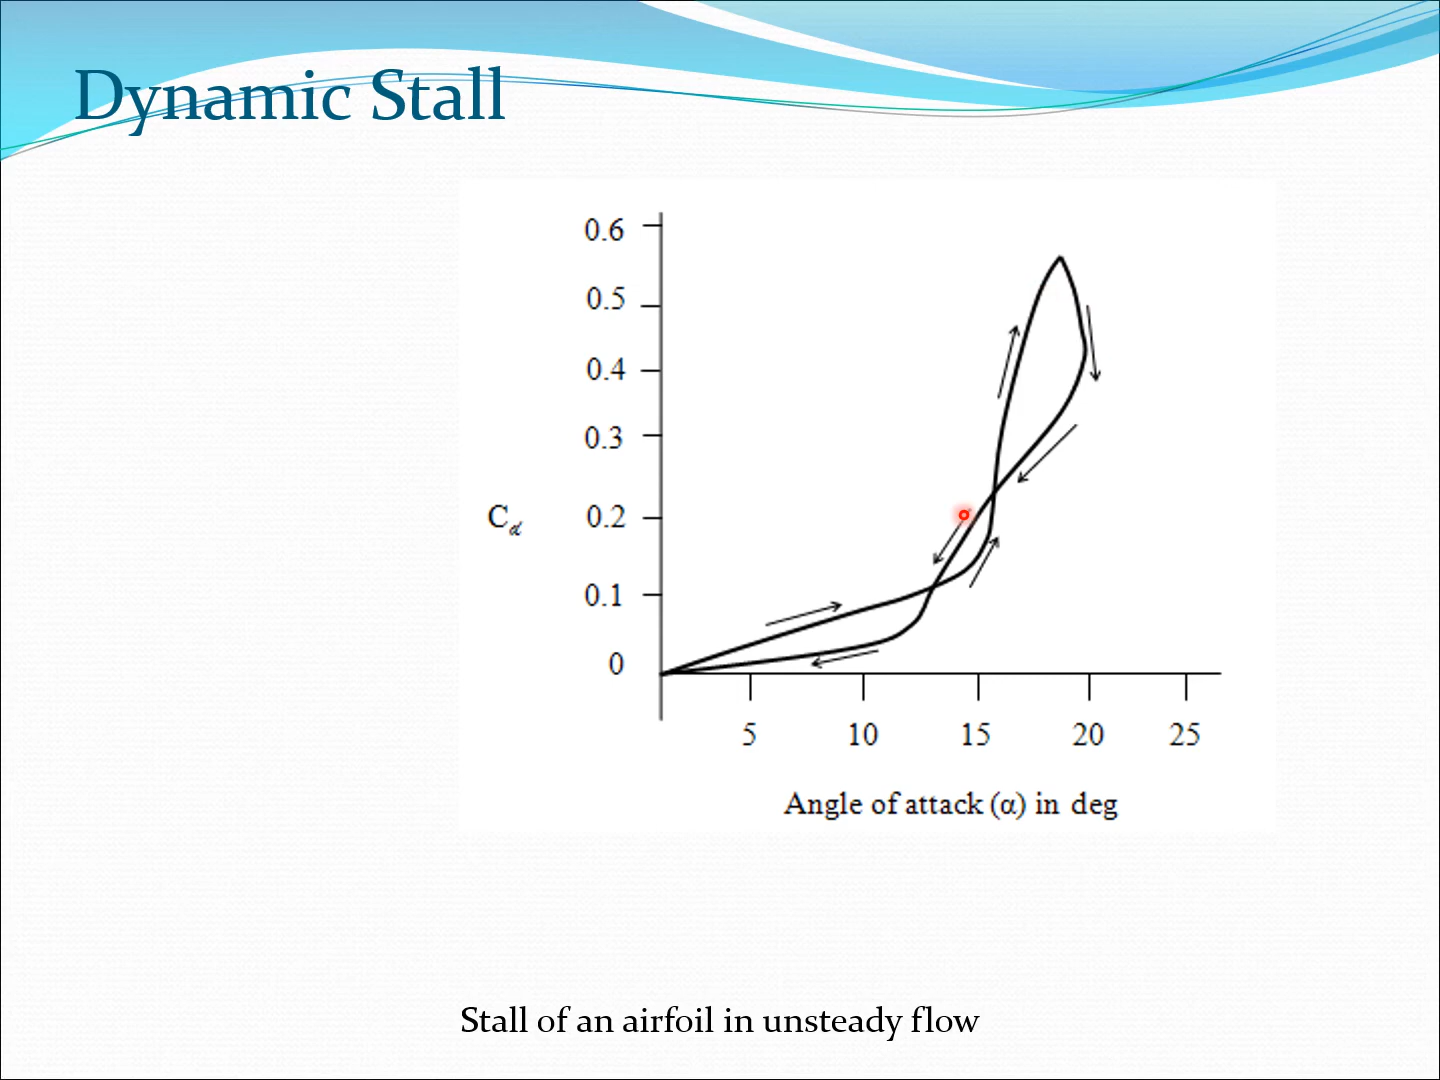 Dynamic Stall
0.6
0.5
0.4
0.3
C
0.2
0.1
0
5 10 15 20 25
Angle of attack (α) in deg
Stall of an airfoil in unsteady flow